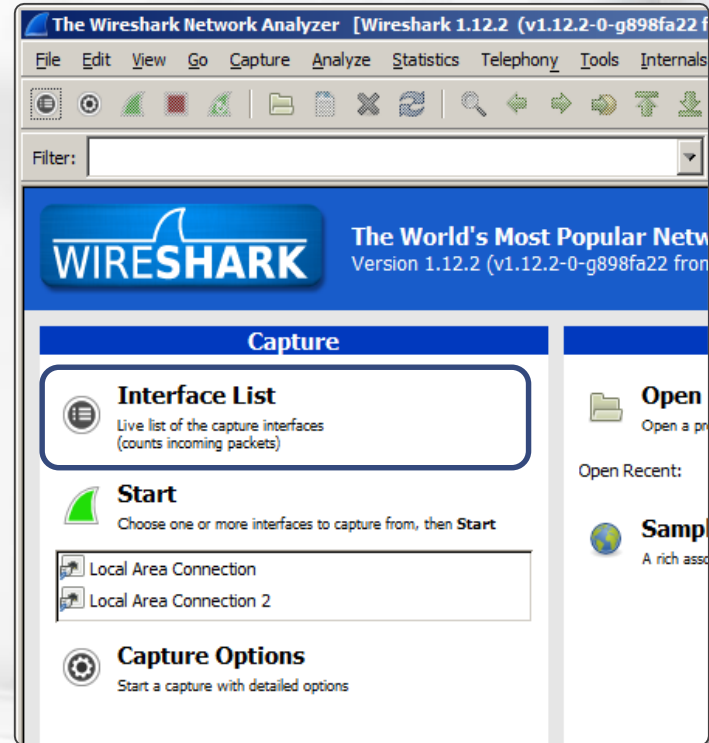 The Wireshark Network Analyzer [Wireshark 1.12.2 (v1.12.2-0-g898fa22 f
File Edit View Go Capture Analyze Statistics Telephony Tools Internals
Filter:
WIRESHARK
The World's Most Popular Netw
Version 1.12.2 (v1.12.2-0-g898fa22 from
Capture
Interface List
Live list of the capture interfaces
(counts incoming packets)
Start
Choose one or more interfaces to capture from, then Start
Local Area Connection
Local Area Connection 2
Capture Options
Start a capture with detailed options
Open
Open a pr
Open Recent:
Sampl
A rich asso